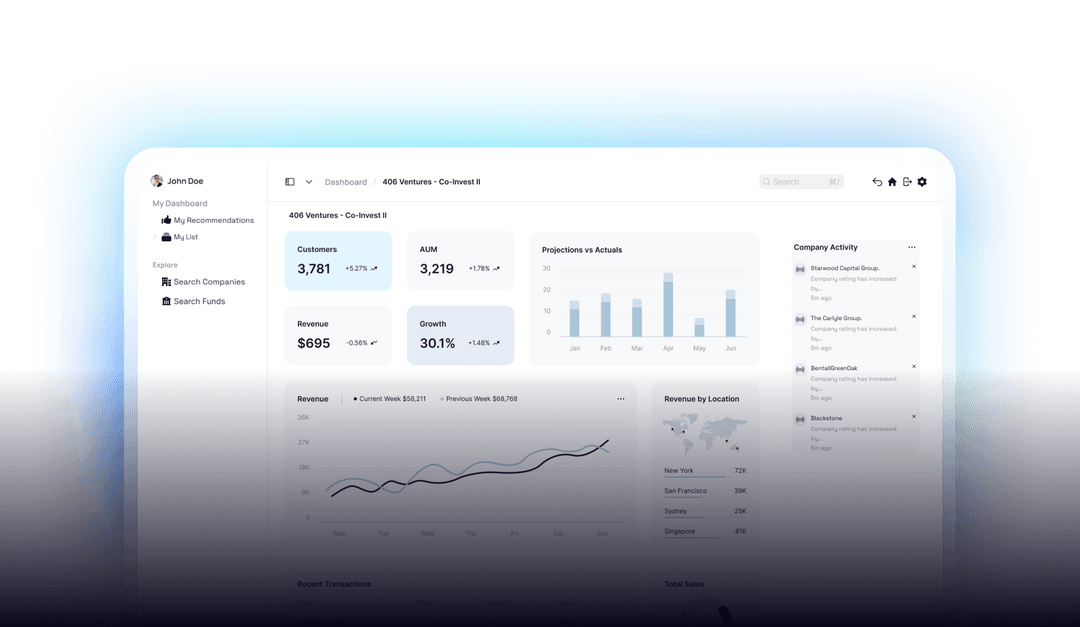 John Doe
My Dashboard
My Recommendations
My List
Explore
Search Companies
Search Funds
Dashboard / 406 Ventures - Co-Invest II
Search ⌘/
406 Ventures - Co-Invest II
Customers
3,781 +5.27%
AUM
3,219 +1.78%
Revenue
$695 -0.56%
Growth
30.1% +1.48%
Projections vs Actuals
30
20
10
0
Jan Feb Mar Apr May Jun
Company Activity
Starwood Capital Group.
Company rating has increased
by...
5m ago
The Carlyle Group.
Company rating has increased
by...
5m ago
BentallGreenOak
Company rating has increased
by...
5m ago
Blackstone
Company rating has increased
by...
5m ago
Revenue Current Week $58,211 Previous Week $68,768
36K
27K
18K
9K
0
Mon Tue Wed Thu Fri Sat Sun
Revenue by Location
New York 72K
San Francisco 39K
Sydney 25K
Singapore 61K
Recent Transactions
Total Sales